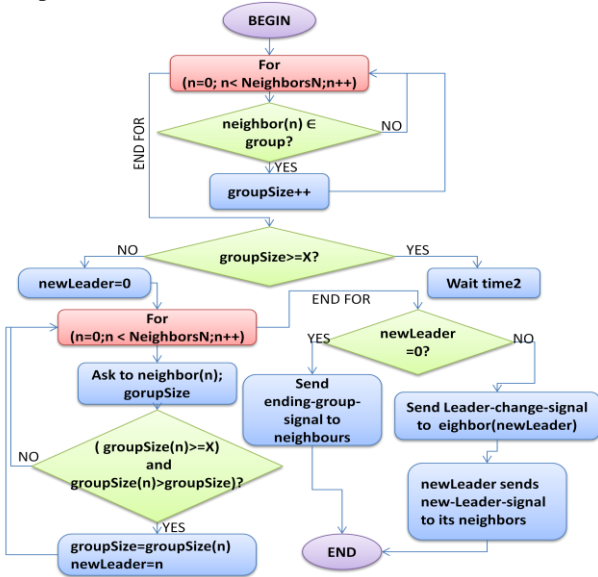 BEGIN
For
(n=0; n< NeighborsN;n++)
neighbor(n) ∈
group?
NO
END FOR
YES
groupSize++
groupSize>=X?
NO
YES
newLeader=0
Wait time2
END FOR
For
(n=0;n < NeighborsN;n++)
newLeader
=0?
YES
NO
Ask to neighbor(n);
gorupSize
Send
ending-group-
signal to
neighbours
Send Leader-change-signal
to eighbor(newLeader)
( groupSize(n)>=X)
and
groupSize(n)>groupSize)?
NO
YES
newLeader sends
new-Leader-signal
to its neighbors
groupSize=groupSize(n)
newLeader=n
END